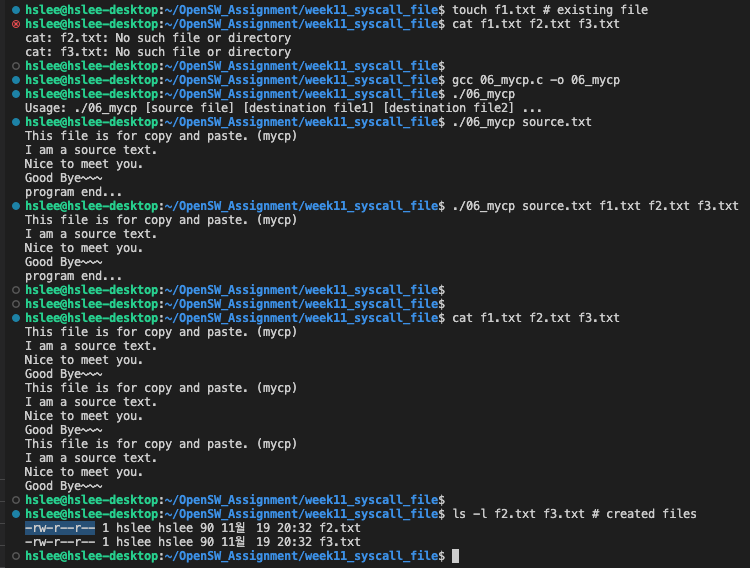 hslee@hslee-desktop:~/OpenSW_Assignment/week11_syscall_file$ touch f1.txt # existing file
hslee@hslee-desktop:~/OpenSW_Assignment/week11_syscall_file$ cat f1.txt f2.txt f3.txt
cat: f2.txt: No such file or directory
cat: f3.txt: No such file or directory
hslee@hslee-desktop:~/OpenSW_Assignment/week11_syscall_file$
hslee@hslee-desktop:~/OpenSW_Assignment/week11_syscall_file$ gcc 06_mycp.c -o 06_mycp
hslee@hslee-desktop:~/OpenSW_Assignment/week11_syscall_file$ ./06_mycp
Usage: ./06_mycp [source file] [destination file1] [destination file2] ...
hslee@hslee-desktop:~/OpenSW_Assignment/week11_syscall_file$ ./06_mycp source.txt
This file is for copy and paste. (mycp)
I am a source text.
Nice to meet you.
Good Bye~~~
program end...
hslee@hslee-desktop:~/OpenSW_Assignment/week11_syscall_file$ ./06_mycp source.txt f1.txt f2.txt f3.txt
This file is for copy and paste. (mycp)
I am a source text.
Nice to meet you.
Good Bye~~~
program end...
hslee@hslee-desktop:~/OpenSW_Assignment/week11_syscall_file$
hslee@hslee-desktop:~/OpenSW_Assignment/week11_syscall_file$
hslee@hslee-desktop:~/OpenSW_Assignment/week11_syscall_file$ cat f1.txt f2.txt f3.txt
This file is for copy and paste. (mycp)
I am a source text.
Nice to meet you.
Good Bye~~~
This file is for copy and paste. (mycp)
I am a source text.
Nice to meet you.
Good Bye~~~
This file is for copy and paste. (mycp)
I am a source text.
Nice to meet you.
Good Bye~~~
hslee@hslee-desktop:~/OpenSW_Assignment/week11_syscall_file$
hslee@hslee-desktop:~/OpenSW_Assignment/week11_syscall_file$ ls -l f2.txt f3.txt # created files
-rw-r--r-- 1 hslee hslee 90 11월 19 20:32 f2.txt
-rw-r--r-- 1 hslee hslee 90 11월 19 20:32 f3.txt
hslee@hslee-desktop:~/OpenSW_Assignment/week11_syscall_file$